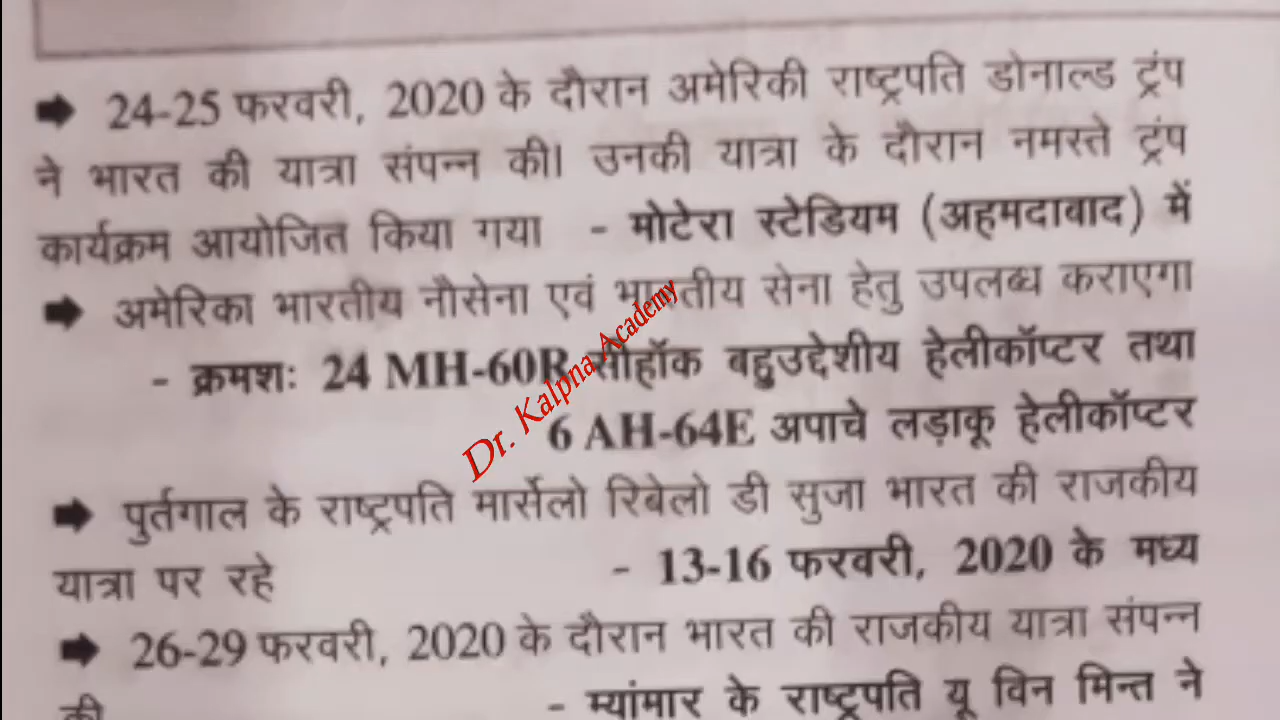 ➡ 24-25 फरवरी, 2020 के दौरान अमेरिकी राष्ट्रपति डोनाल्ड ट्रंप
ने भारत की यात्रा संपन्न की। उनकी यात्रा के दौरान नमस्ते ट्रंप
कार्यक्रम आयोजित किया गया - मोटेरा स्टेडियम (अहमदाबाद) में
➡ अमेरिका भारतीय नौसेना एवं भारतीय सेना हेतु उपलब्ध कराएगा
- क्रमशः 24 MH-60R सीहॉक बहुउद्देशीय हेलीकॉप्टर तथा
6 AH-64E अपाचे लड़ाकू हेलीकॉप्टर
➡ पुर्तगाल के राष्ट्रपति मार्सेलो रिबेलो डी सुजा भारत की राजकीय
यात्रा पर रहे - 13-16 फरवरी, 2020 के मध्य
➡ 26-29 फरवरी, 2020 के दौरान भारत की राजकीय यात्रा संपन्न
की - म्यांमार के राष्ट्रपति यू विन मिन्त ने
Dr. Kalpna Academy